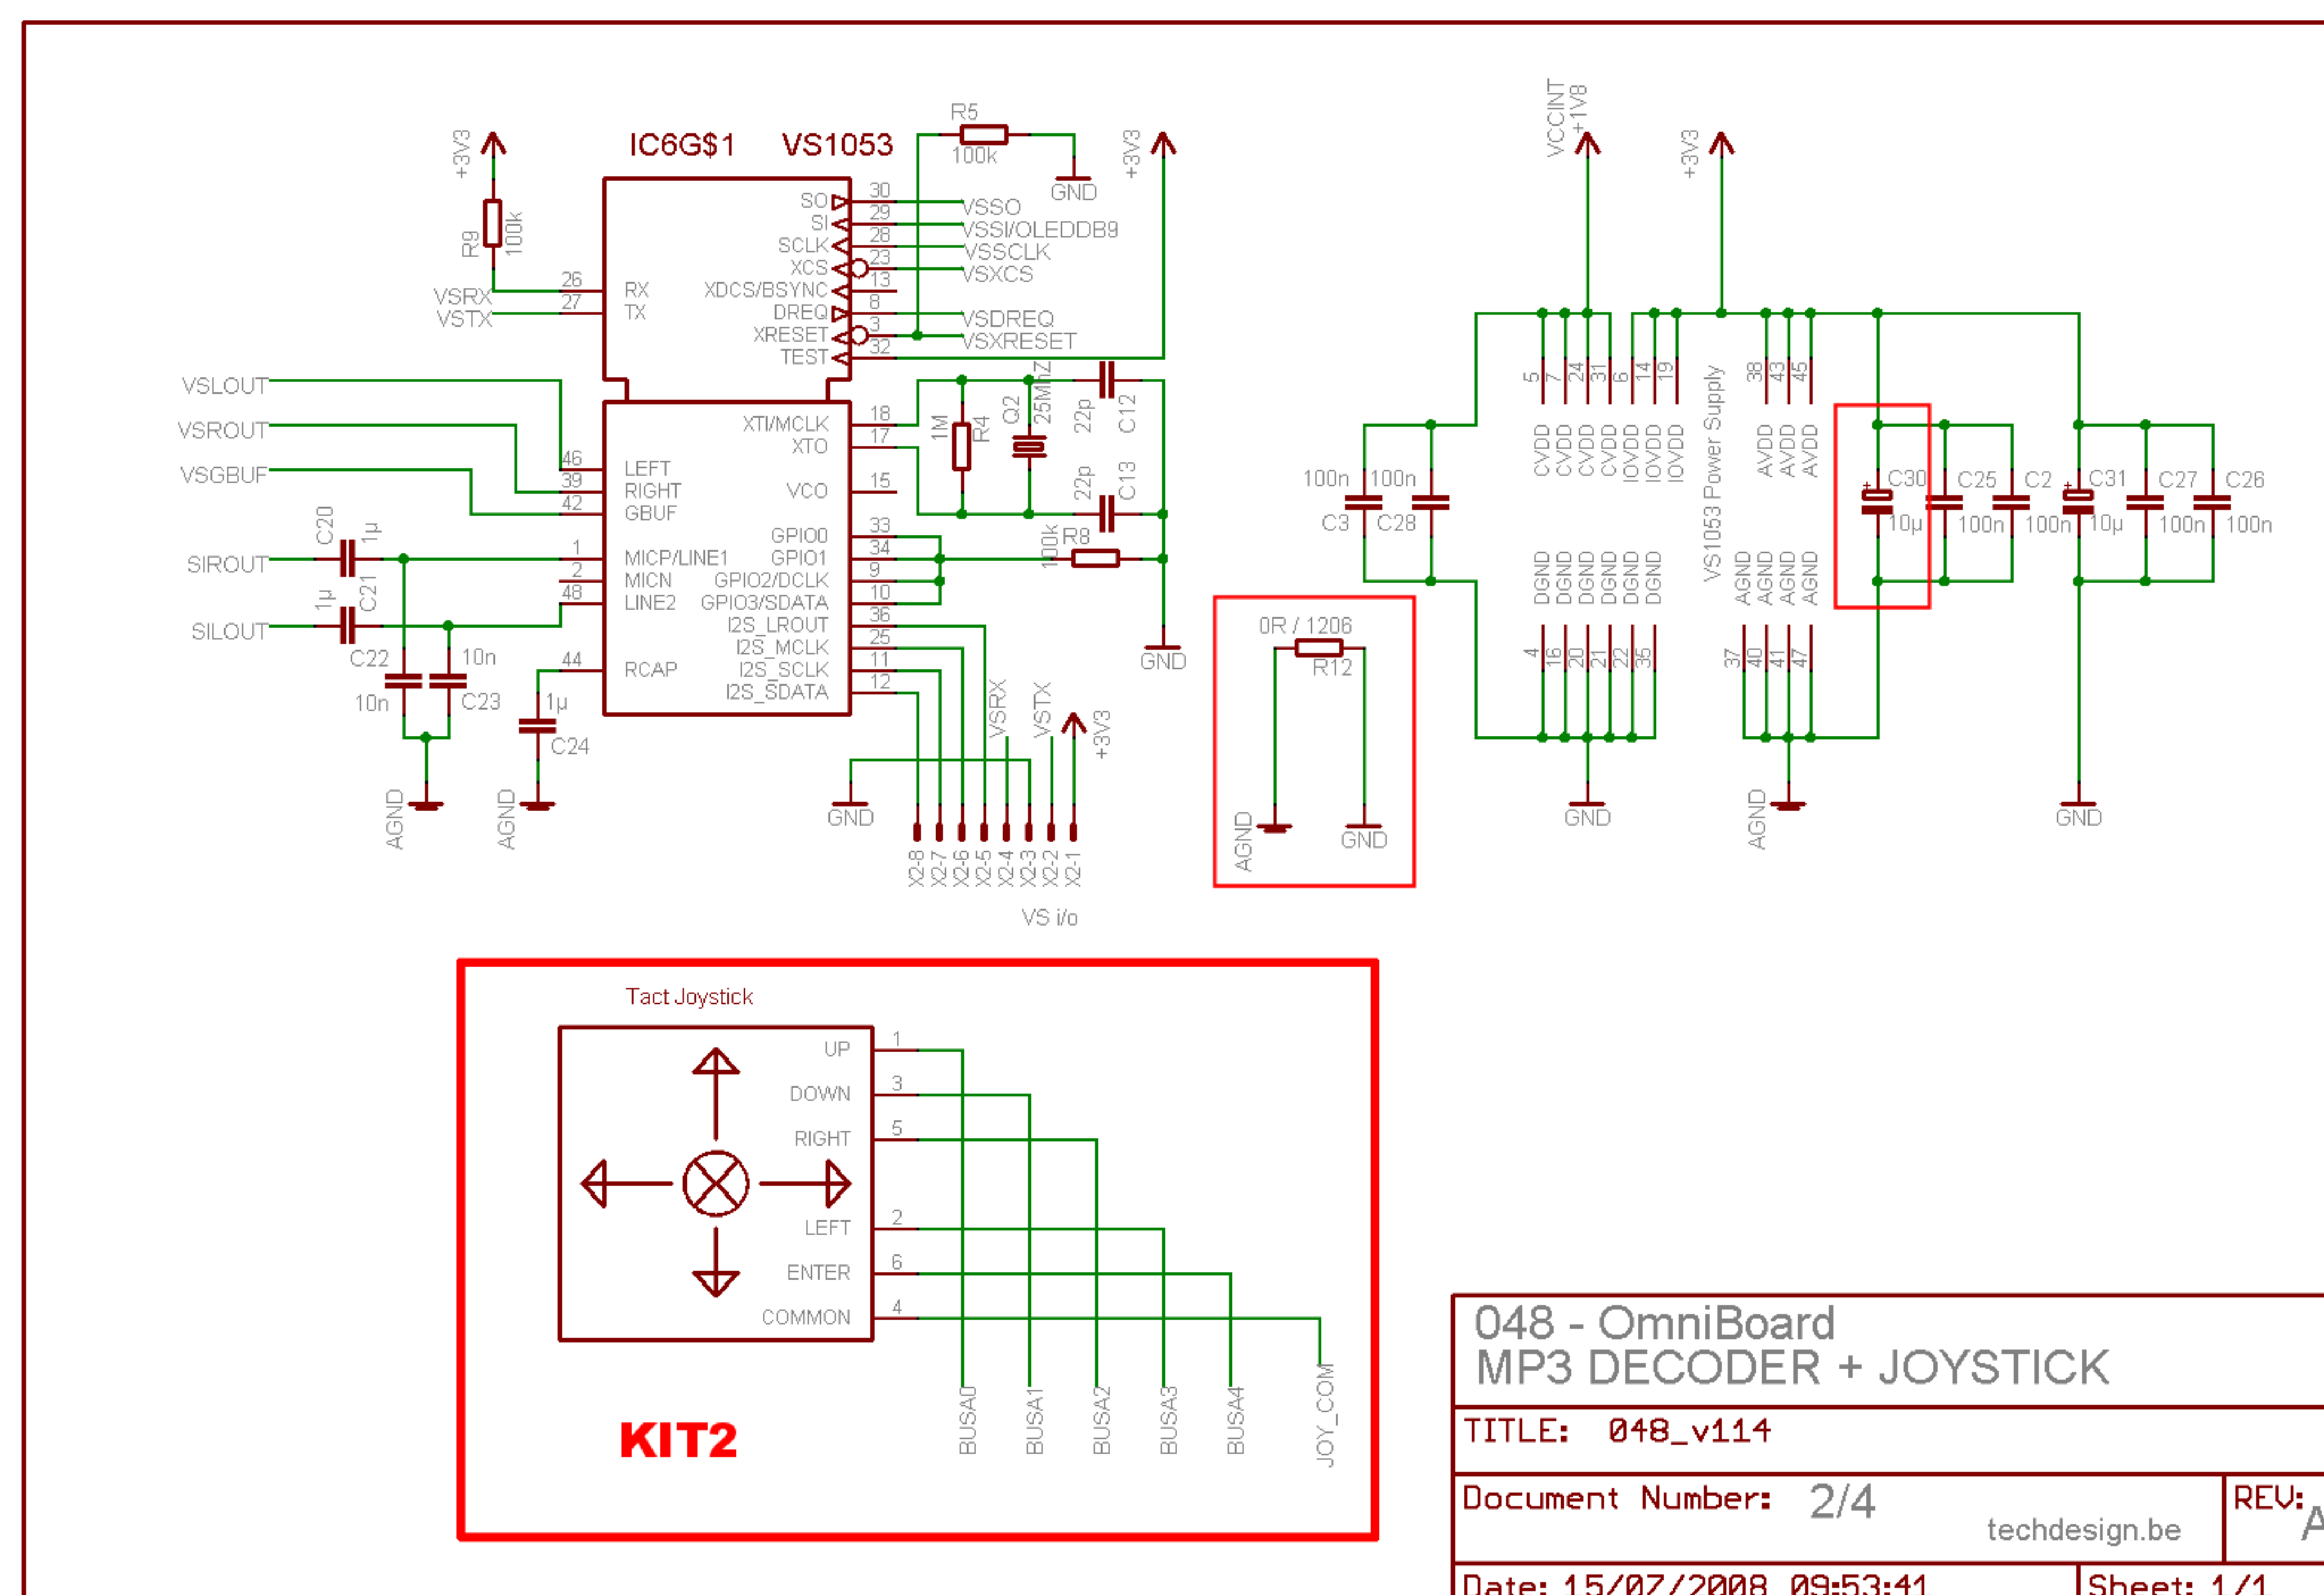 IC6G$1 VS1053
+3V3
R9
100k
VSRX
VSTX
26
27
RX
TX
SO
SI
SCLK
XCS
XDCS/BSYNC
DREQ
XRESET
TEST
30
29
28
23
13
8
3
32
VSSO
VSSI/OLEDDB9
VSSCLK
VSXCS
VSDREQ
VSXRESET
R5
100k
GND
+3V3
VSLOUT
VSROUT
VSGBUF
SIROUT
SILOUT
46
39
42
1
2
48
44
LEFT
RIGHT
GBUF
MICP/LINE1
MICN
LINE2
RCAP
XTI/MCLK
XTO
VCO
GPIO0
GPIO1
GPIO2/DCLK
GPIO3/SDATA
I2S_LROUT
I2S_MCLK
I2S_SCLK
I2S_SDATA
18
17
15
33
34
9
10
36
25
11
12
1M
R4
Q2
25MhZ
22p
C12
22p
C13
100k
R8
GND
C20
1µ
1µ
C21
C22
10n
10n
C23
1µ
C24
AGND
AGND
GND
VSRX
VSTX
+3V3
X2-8
X2-7
X2-6
X2-5
X2-4
X2-3
X2-2
X2-1
VS i/o
0R / 1206
R12
AGND
GND
VCCINT
+1V8
+3V3
5
7
24
31
6
14
19
38
43
45
CVDD
CVDD
CVDD
CVDD
IOVDD
IOVDD
IOVDD
VS1053 Power Supply
AVDD
AVDD
AVDD
100n
100n
C3
C28
DGND
DGND
DGND
DGND
DGND
DGND
AGND
AGND
AGND
AGND
4
16
20
21
22
35
37
40
41
47
C30
10µ
C25
100n
C2
100n
C31
10µ
C27
100n
C26
100n
GND
AGND
GND
Tact Joystick
UP
DOWN
RIGHT
LEFT
ENTER
COMMON
1
3
5
2
6
4
KIT2
BUSA0
BUSA1
BUSA2
BUSA3
BUSA4
JOY_COM
048 - OmniBoard
MP3 DECODER + JOYSTICK
TITLE: 048_v114
Document Number: 2/4
techdesign.be
REV: A
Date: 15/07/2008 09:53:41
Sheet: 1/1